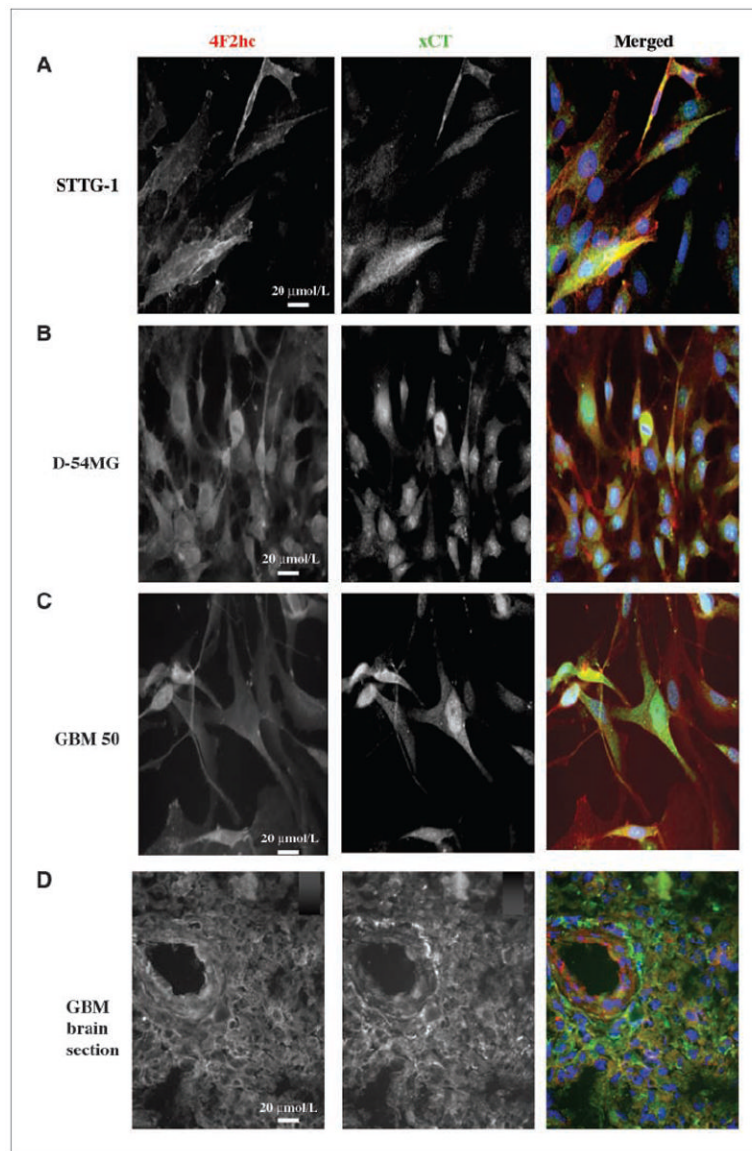 4F2hc xCT Merged
A
STTG-1
20 µmol/L
B
D-54MG
20 µmol/L
C
GBM 50
20 µmol/L
D
GBM
brain
section
20 µmol/L